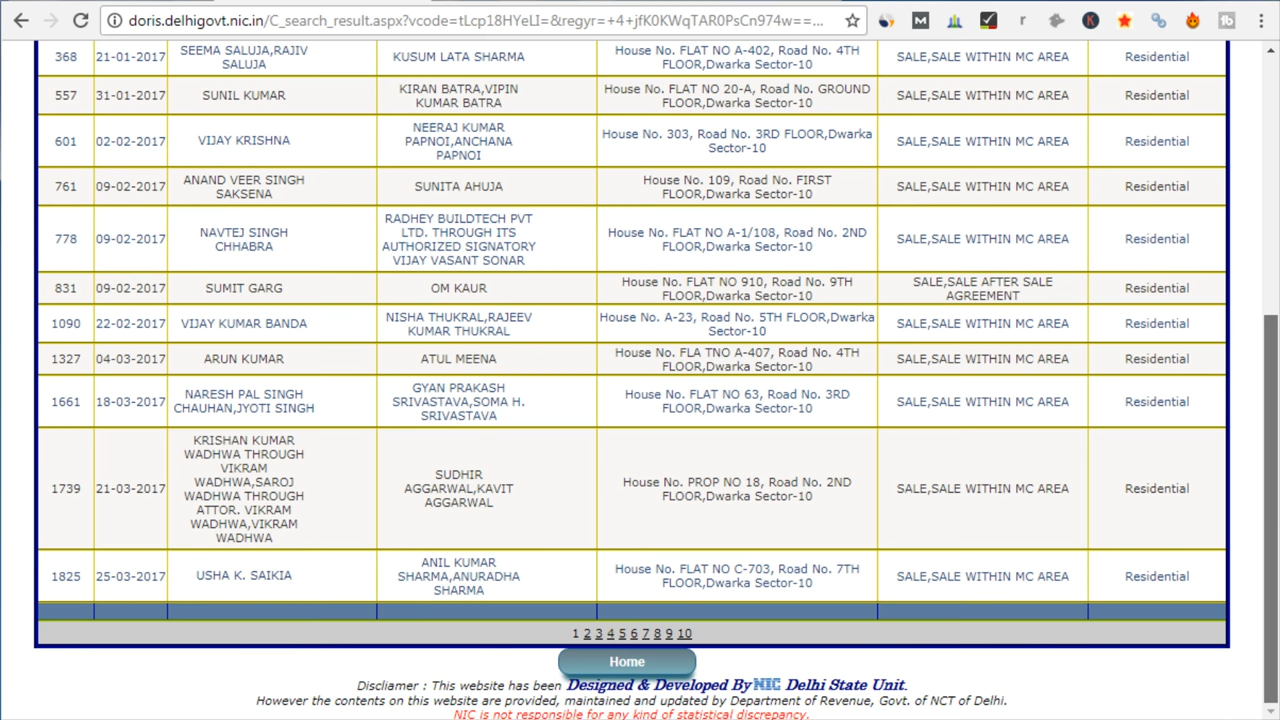 doris.delhigovt.nic.in/C_search_result.aspx?vcode=tLcp18HYeLI=&regyr=+4+jfK0KWqTAR0PsCn974w==...
368 21-01-2017 SEEMA SALUJA,RAJIV SALUJA KUSUM LATA SHARMA House No. FLAT NO A-402, Road No. 4TH FLOOR,Dwarka Sector-10 SALE,SALE WITHIN MC AREA Residential
557 31-01-2017 SUNIL KUMAR KIRAN BATRA,VIPIN KUMAR BATRA House No. FLAT NO 20-A, Road No. GROUND FLOOR,Dwarka Sector-10 SALE,SALE WITHIN MC AREA Residential
601 02-02-2017 VIJAY KRISHNA NEERAJ KUMAR PAPNOI,ANCHANA PAPNOI House No. 303, Road No. 3RD FLOOR,Dwarka Sector-10 SALE,SALE WITHIN MC AREA Residential
761 09-02-2017 ANAND VEER SINGH SAKSENA SUNITA AHUJA House No. 109, Road No. FIRST FLOOR,Dwarka Sector-10 SALE,SALE WITHIN MC AREA Residential
778 09-02-2017 NAVTEJ SINGH CHHABRA RADHEY BUILDTECH PVT LTD. THROUGH ITS AUTHORIZED SIGNATORY VIJAY VASANT SONAR House No. FLAT NO A-1/108, Road No. 2ND FLOOR,Dwarka Sector-10 SALE,SALE WITHIN MC AREA Residential
831 09-02-2017 SUMIT GARG OM KAUR House No. FLAT NO 910, Road No. 9TH FLOOR,Dwarka Sector-10 SALE,SALE AFTER SALE AGREEMENT Residential
1090 22-02-2017 VIJAY KUMAR BANDA NISHA THUKRAL,RAJEEV KUMAR THUKRAL House No. A-23, Road No. 5TH FLOOR,Dwarka Sector-10 SALE,SALE WITHIN MC AREA Residential
1327 04-03-2017 ARUN KUMAR ATUL MEENA House No. FLA TNO A-407, Road No. 4TH FLOOR,Dwarka Sector-10 SALE,SALE WITHIN MC AREA Residential
1661 18-03-2017 NARESH PAL SINGH CHAUHAN,JYOTI SINGH GYAN PRAKASH SRIVASTAVA,SOMA H. SRIVASTAVA House No. FLAT NO 63, Road No. 3RD FLOOR,Dwarka Sector-10 SALE,SALE WITHIN MC AREA Residential
1739 21-03-2017 KRISHAN KUMAR WADHWA THROUGH VIKRAM WADHWA,SAROJ WADHWA THROUGH ATTOR. VIKRAM WADHWA,VIKRAM WADHWA SUDHIR AGGARWAL,KAVIT AGGARWAL House No. PROP NO 18, Road No. 2ND FLOOR,Dwarka Sector-10 SALE,SALE WITHIN MC AREA Residential
1825 25-03-2017 USHA K. SAIKIA ANIL KUMAR SHARMA,ANURADHA SHARMA House No. FLAT NO C-703, Road No. 7TH FLOOR,Dwarka Sector-10 SALE,SALE WITHIN MC AREA Residential
1 2 3 4 5 6 7 8 9 10
Home
Discliamer : This website has been Designed & Developed By NIC Delhi State Unit.
However the contents on this website are provided, maintained and updated by Department of Revenue, Govt. of NCT of Delhi.
NIC is not responsible for any kind of statistical discrepancy.